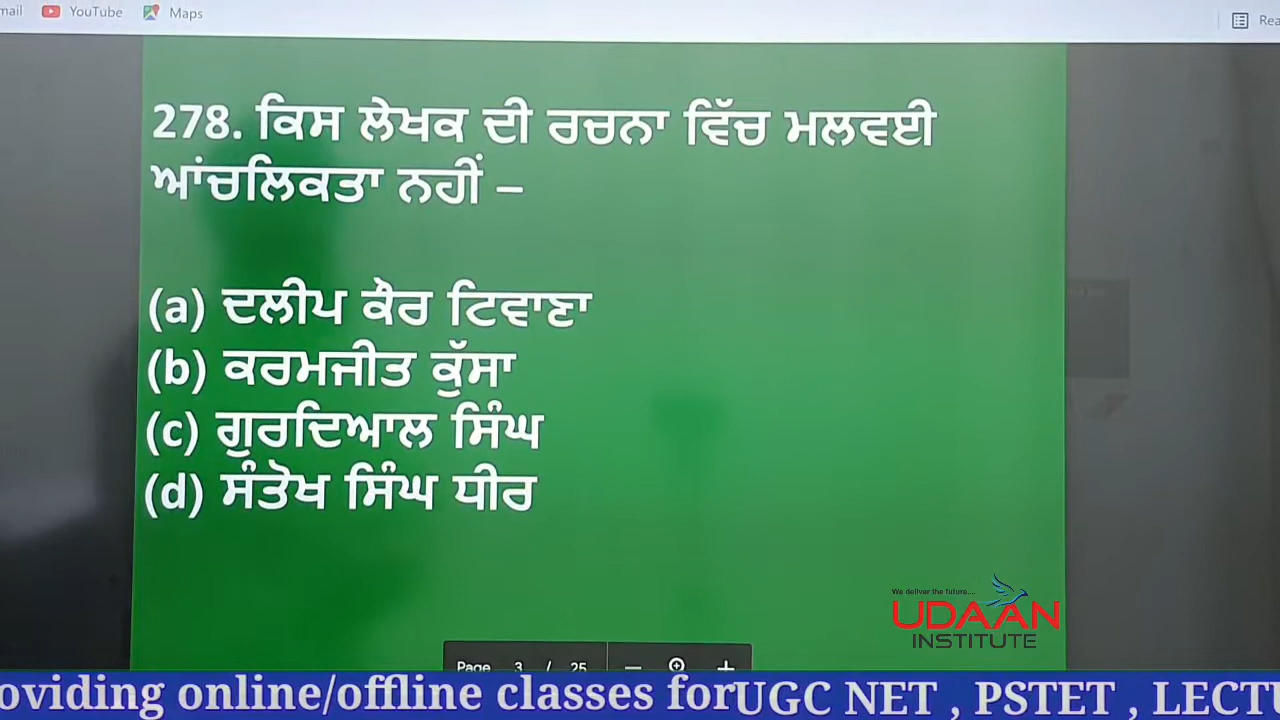 mail YouTube Maps Rea
278. ਕਿਸ ਲੇਖਕ ਦੀ ਰਚਨਾ ਵਿੱਚ ਮਲਵਈ
ਆਂਚਲਿਕਤਾ ਨਹੀਂ –
(a) ਦਲੀਪ ਕੌਰ ਟਿਵਾਣਾ
(b) ਕਰਮਜੀਤ ਕੁੱਸਾ
(c) ਗੁਰਦਿਆਲ ਸਿੰਘ
(d) ਸੰਤੋਖ ਸਿੰਘ ਧੀਰ
We deliver the future....
UDAAN
INSTITUTE
Page 3 / 25
oviding online/offline classes forUGC NET , PSTET , LECTU